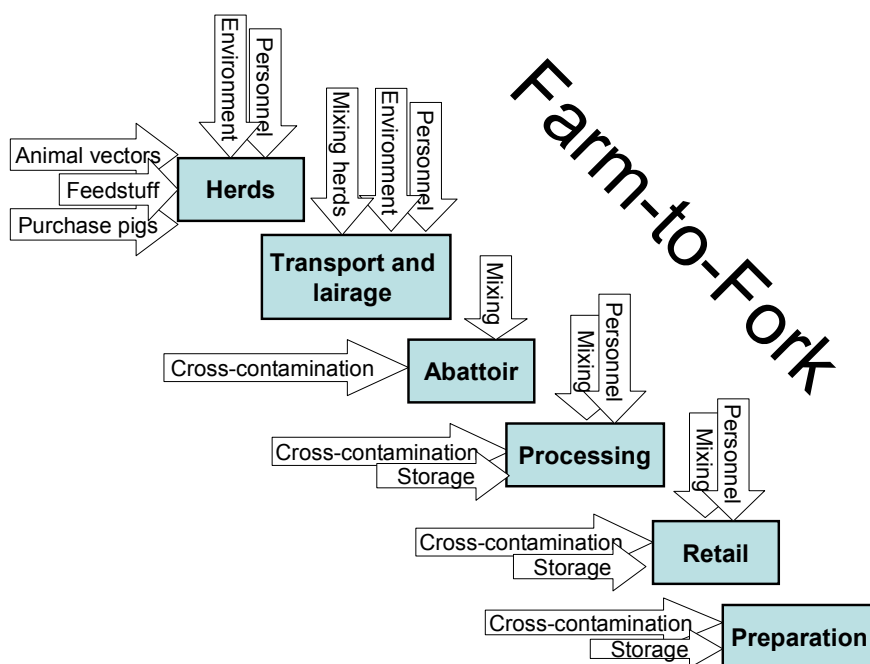 Farm-to-Fork
Environment
Personnel
Animal vectors
Feedstuff
Purchase pigs
Herds
Mixing herds
Environment
Personnel
Transport and
lairage
Mixing
Cross-contamination
Abattoir
Mixing
Personnel
Cross-contamination
Storage
Processing
Mixing
Personnel
Cross-contamination
Storage
Retail
Cross-contamination
Storage
Preparation